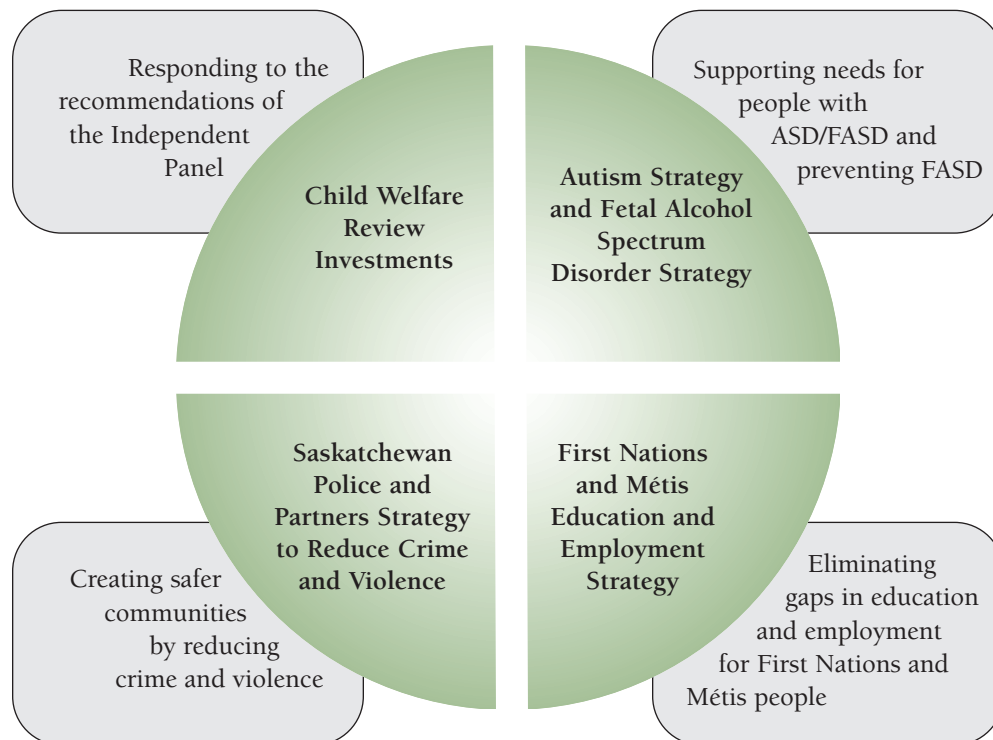 Responding to the
recommendations of
the Independent
Panel
Child Welfare
Review
Investments
Supporting needs for
people with
ASD/FASD and
preventing FASD
Autism Strategy
and Fetal Alcohol
Spectrum
Disorder Strategy
Saskatchewan
Police and
Partners Strategy
to Reduce Crime
and Violence
Creating safer
communities
by reducing
crime and violence
First Nations
and Métis
Education and
Employment
Strategy
Eliminating
gaps in education
and employment
for First Nations and
Métis people